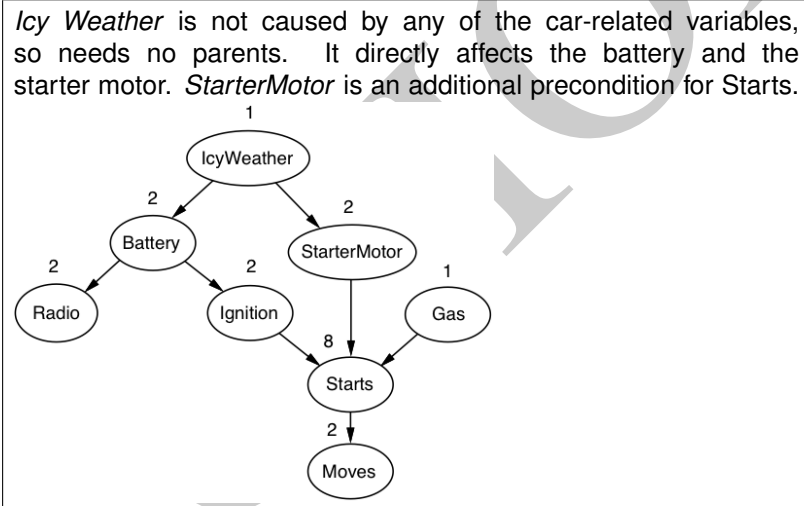 Icy Weather is not caused by any of the car-related variables,
so needs no parents. It directly affects the battery and the
starter motor. StarterMotor is an additional precondition for Starts.
1
IcyWeather
2
2
Battery
StarterMotor
2
2
1
Radio
Ignition
Gas
8
Starts
2
Moves